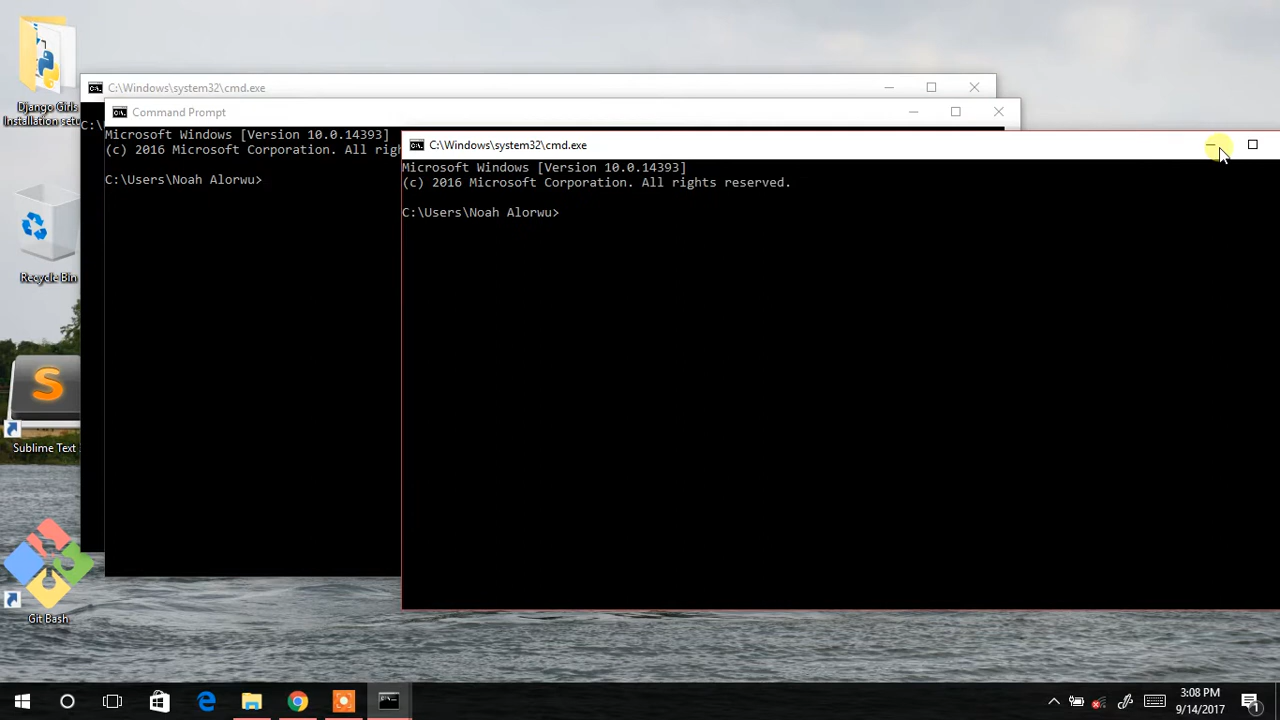 Django Girls
installation setu
Recycle Bin
Sublime Text
Git Bash
C:\Windows\system32\cmd.exe
C:\
Command Prompt
Microsoft Windows [Version 10.0.14393]
(c) 2016 Microsoft Corporation. All righ
C:\Users\Noah Alorwu>
C:\Windows\system32\cmd.exe
Microsoft Windows [Version 10.0.14393]
(c) 2016 Microsoft Corporation. All rights reserved.
C:\Users\Noah Alorwu>
3:08 PM
9/14/2017
1